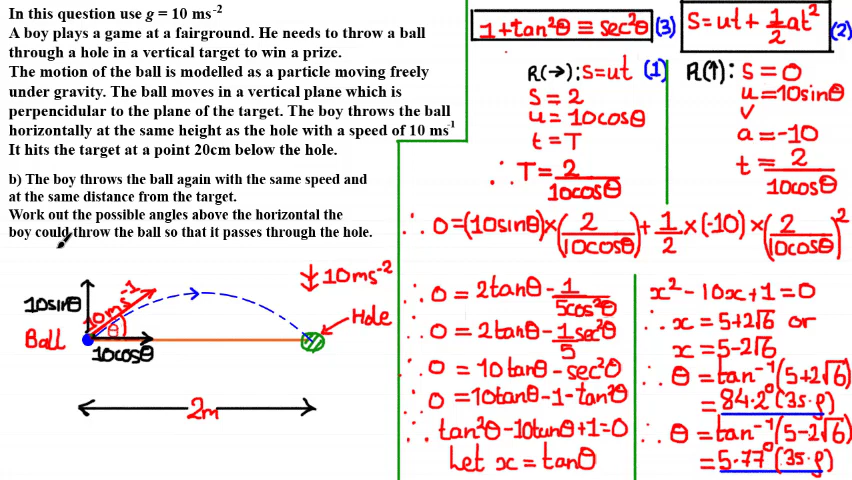 In this question use g = 10 ms⁻²
A boy plays a game at a fairground. He needs to throw a ball
through a hole in a vertical target to win a prize.
The motion of the ball is modelled as a particle moving freely
under gravity. The ball moves in a vertical plane which is
perpendicular to the plane of the target. The boy throws the ball
horizontally at the same height as the hole with a speed of 10 ms⁻¹
It hits the target at a point 20cm below the hole.
b) The boy throws the ball again with the same speed and
at the same distance from the target.
Work out the possible angles above the horizontal the
boy could throw the ball so that it passes through the hole.
10sinθ
10ms⁻¹
θ
Ball
10cosθ
10ms⁻²
Hole
2m
1+tan²θ ≡ sec²θ (3)
S=ut+1/2at² (2)
R(→): S=ut (1)
S=2
u=10cosθ
t=T
∴ T=2/10cosθ
R(↑): S=0
u=10sinθ
v
a=-10
t=2/10cosθ
∴ 0=(10sinθ)×(2/10cosθ)+1/2×(-10)×(2/10cosθ)²
∴ 0=2tanθ-1/5cos²θ
∴ 0=2tanθ-1/5sec²θ
∴ 0=10tanθ-sec²θ
∴ 0=10tanθ-1-tan²θ
∴ tan²θ-10tanθ+1=0
Let x=tanθ
x²-10x+1=0
∴ x=5+2√6 or
x=5-2√6
∴ θ=tan⁻¹(5+2√6)
=84.2° (3s.f)
∴ θ=tan⁻¹(5-2√6)
=5.77° (3s.f)